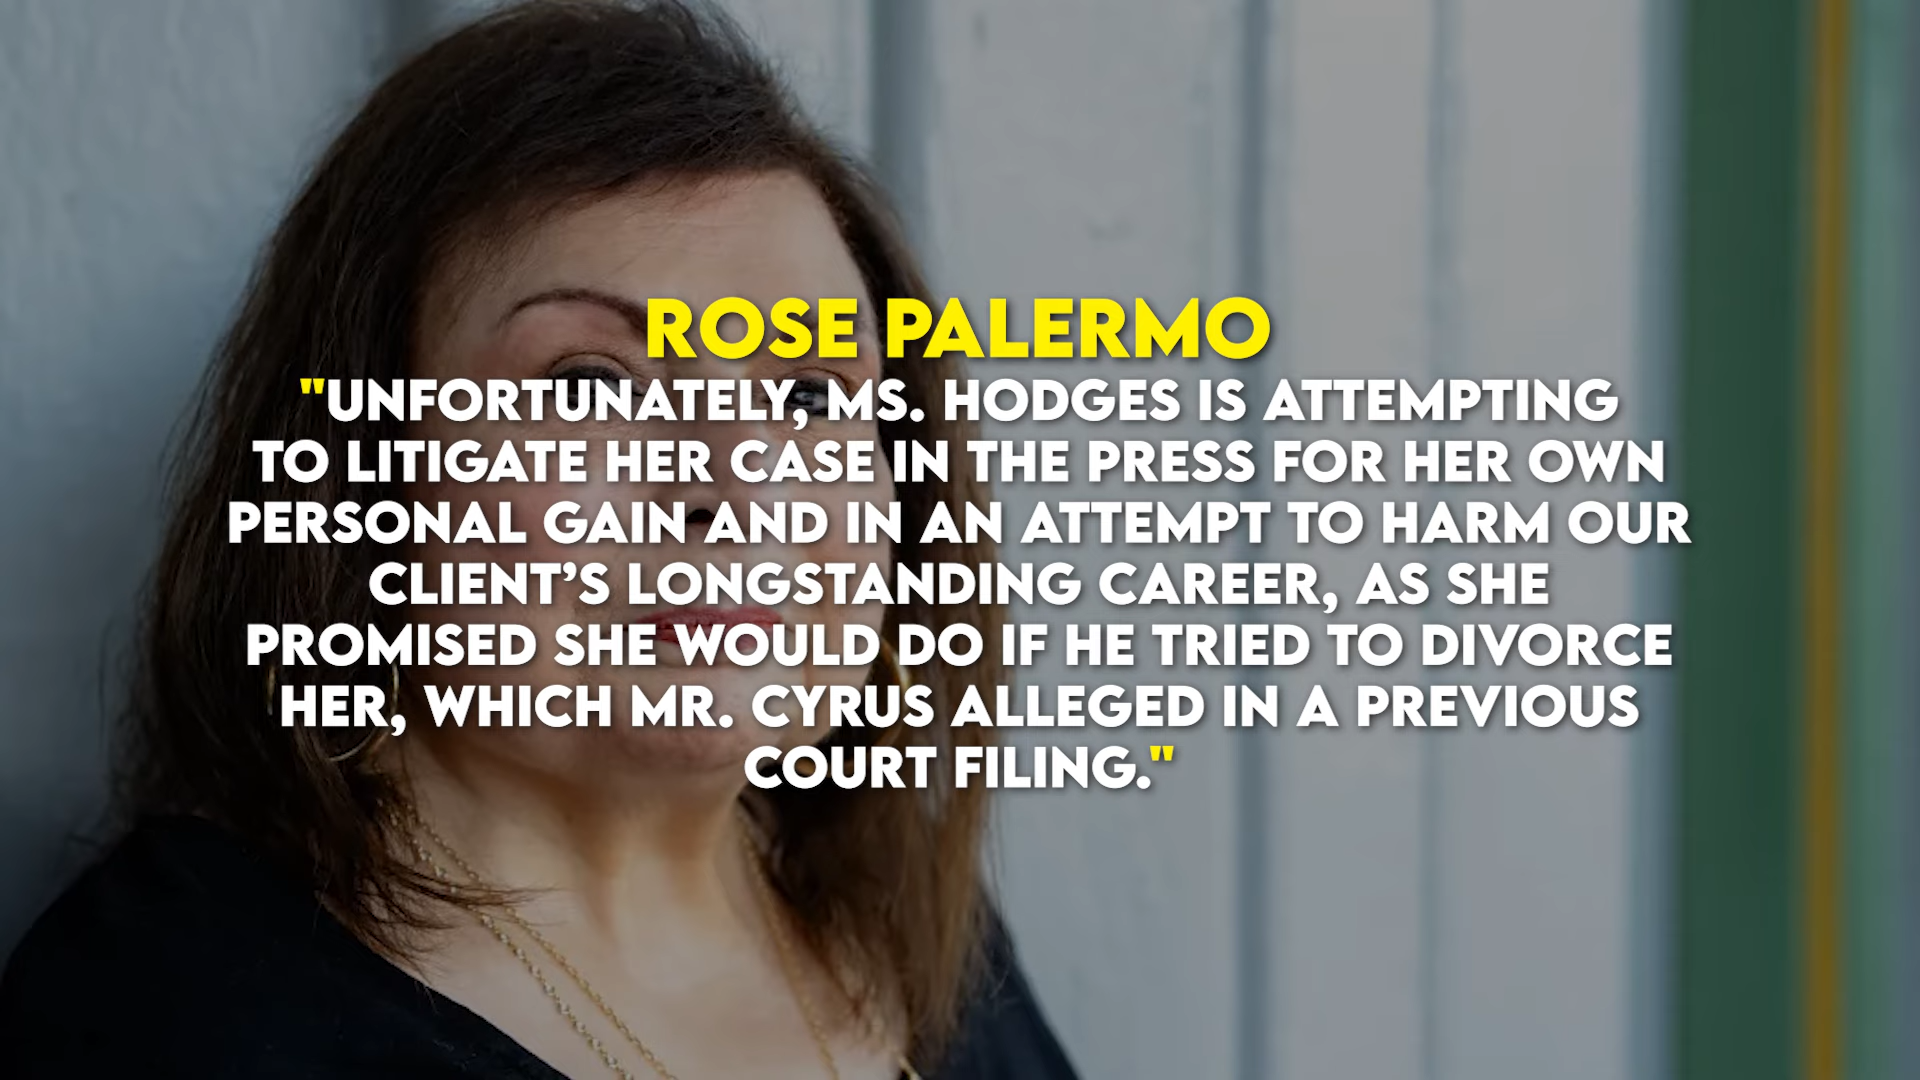 ROSE PALERMO
"UNFORTUNATELY, MS. HODGES IS ATTEMPTING
TO LITIGATE HER CASE IN THE PRESS FOR HER OWN
PERSONAL GAIN AND IN AN ATTEMPT TO HARM OUR
CLIENT’S LONGSTANDING CAREER, AS SHE
PROMISED SHE WOULD DO IF HE TRIED TO DIVORCE
HER, WHICH MR. CYRUS ALLEGED IN A PREVIOUS
COURT FILING."